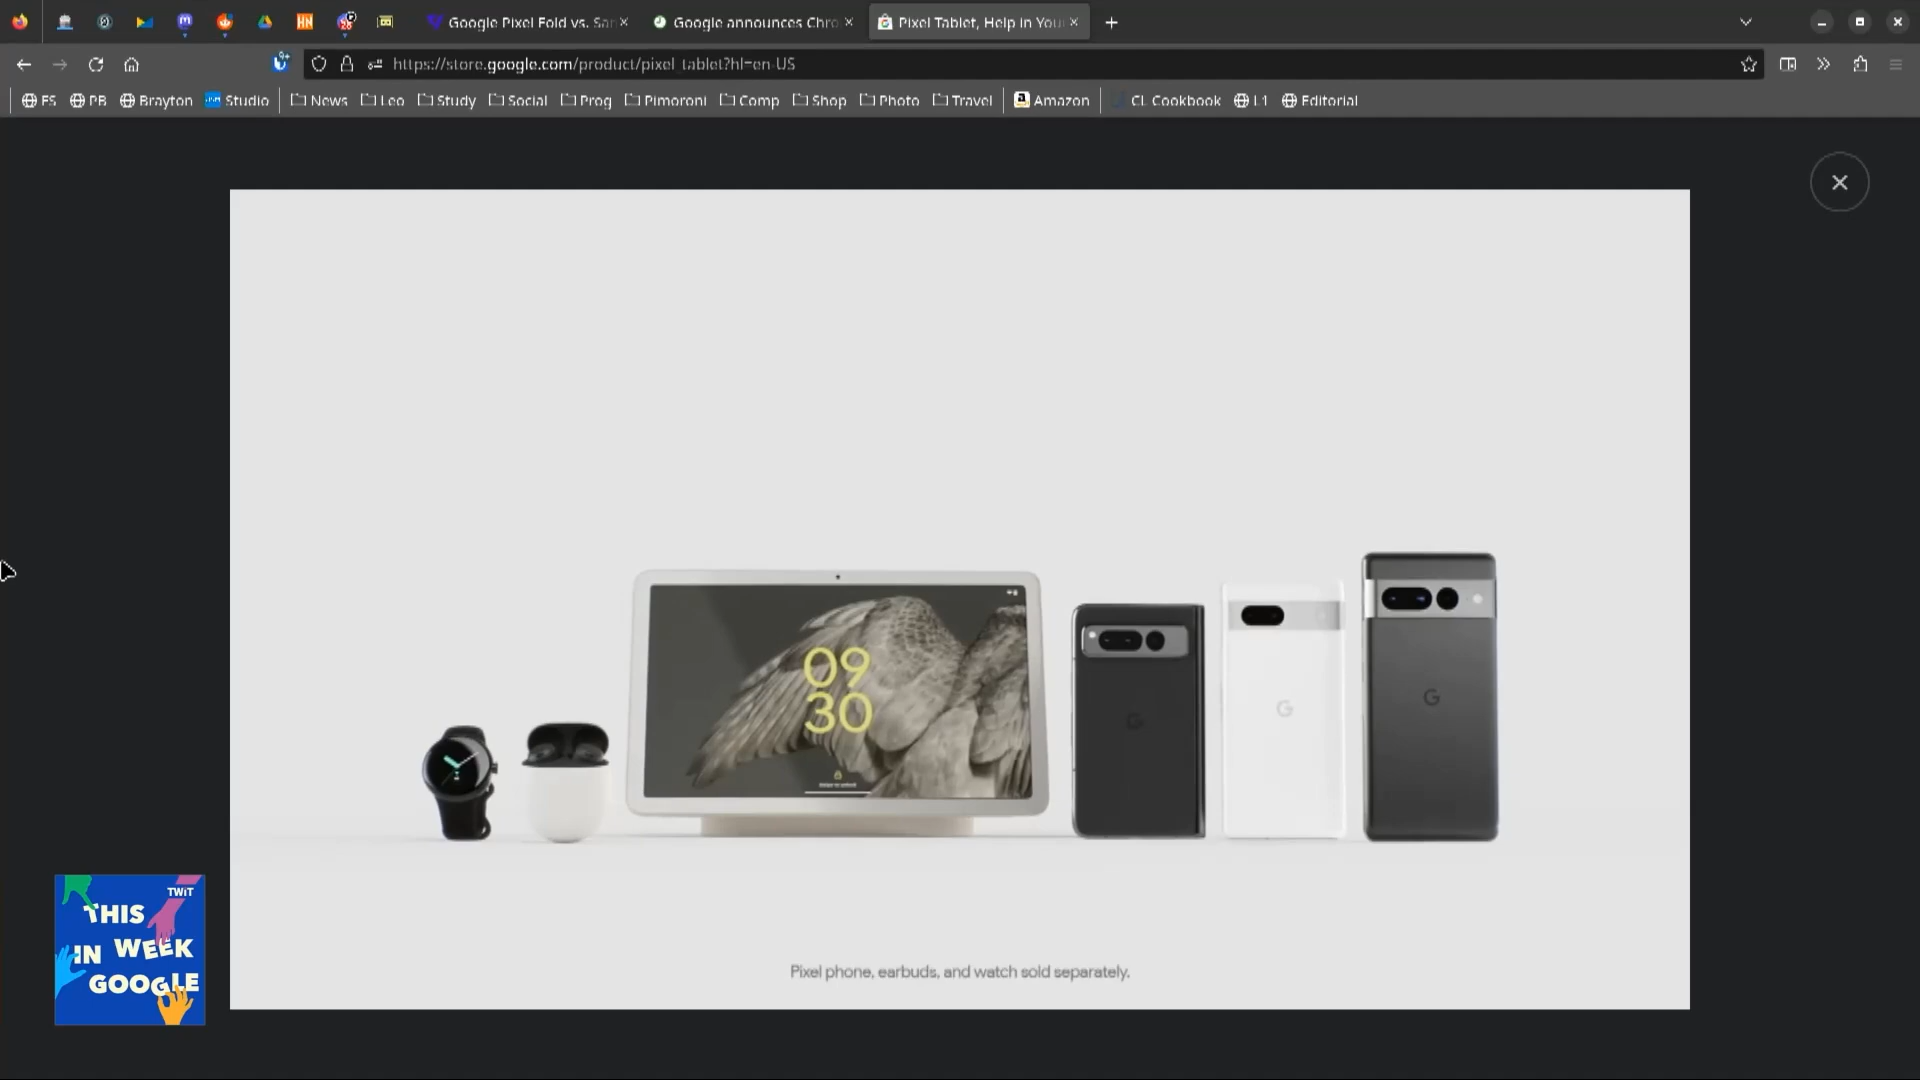 Google Pixel Fold vs. Sar
Google announces Chro
Pixel Tablet, Help in You
https://store.google.com/product/pixel_tablet?hl=en-US
FS
PB
Brayton
Studio
News
Leo
Study
Social
Prog
Pimoroni
Comp
Shop
Photo
Travel
Amazon
CL Cookbook
L1
Editorial
09
30
G
G
G
TWiT
THIS
IN WEEK
GOOGLE
Pixel phone, earbuds, and watch sold separately.